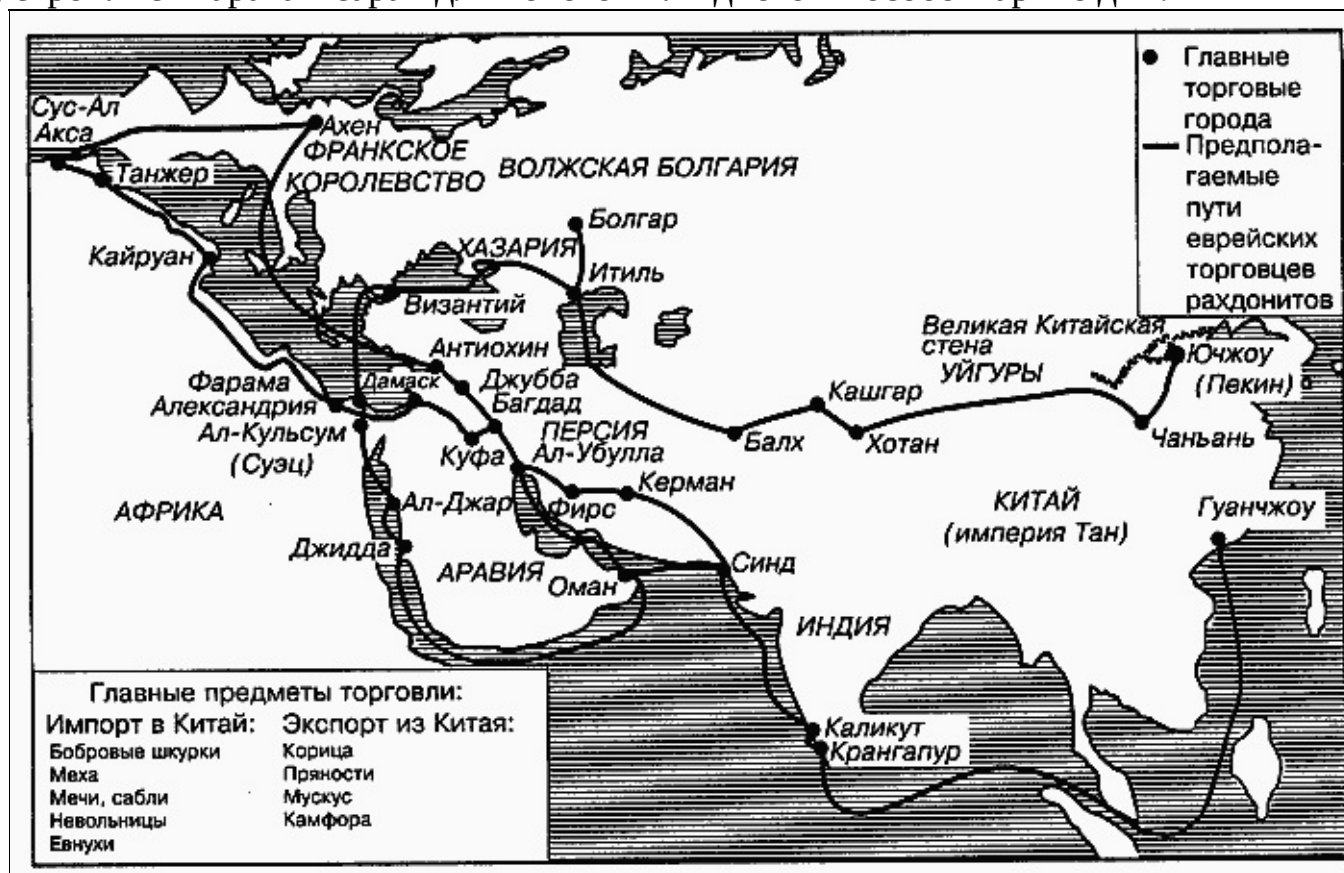 Главные
торговые
города
Предпола-
гаемые
пути
еврейских
торговцев
рахдонитов
Сус-Ал
Акса
Ахен
ФРАНКСКОЕ
КОРОЛЕВСТВО
ВОЛЖСКАЯ БОЛГАРИЯ
Танжер
Болгар
Кайруан
ХАЗАРИЯ
Итиль
Византий
Великая Китайская
стена
УЙГУРЫ
Ючжоу
(Пекин)
Антиохин
Фарама
Дамаск
Джубба
Александрия
Багдад
Кашгар
Балх
Хотан
Чанъань
Ал-Кульсум
(Суэц)
Куфа
ПЕРСИЯ
Ал-Убулла
Керман
АФРИКА
Ал-Джар
Фирс
КИТАЙ
(империя Тан)
Гуанчжоу
Джидда
АРАВИЯ
Оман
Синд
ИНДИЯ
Каликут
Крангапур
Главные предметы торговли:
Импорт в Китай:
Бобровые шкурки
Меха
Мечи, сабли
Невольницы
Евнухи
Экспорт из Китая:
Корица
Пряности
Мускус
Камфора